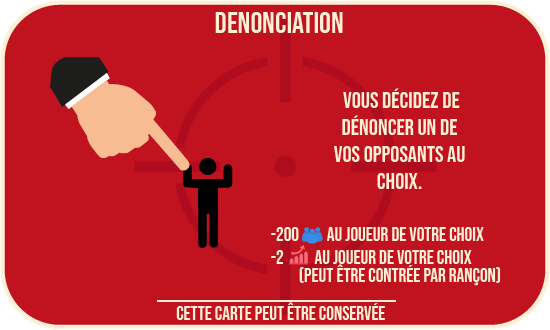 DENONCIATION
VOUS DÉCIDEZ DE
DÉNONCER UN DE
VOS OPPOSANTS AU
CHOIX.
-200 AU JOUEUR DE VOTRE CHOIX
-2 AU JOUEUR DE VOTRE CHOIX
(PEUT ÊTRE CONTRÉE PAR RANÇON)
CETTE CARTE PEUT ÊTRE CONSERVÉE